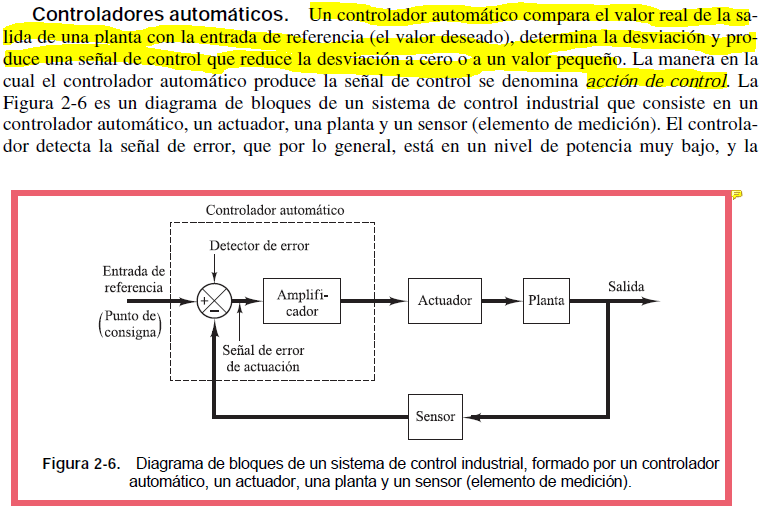 Controladores automáticos. Un controlador automático compara el valor real de la sa-
lida de una planta con la entrada de referencia (el valor deseado), determina la desviación y pro-
duce una señal de control que reduce la desviación a cero o a un valor pequeño. La manera en la
cual el controlador automático produce la señal de control se denomina acción de control. La
Figura 2-6 es un diagrama de bloques de un sistema de control industrial que consiste en un
controlador automático, un actuador, una planta y un sensor (elemento de medición). El controla-
dor detecta la señal de error, que por lo general, está en un nivel de potencia muy bajo, y la
Controlador automático
Detector de error
Entrada de
referencia
(Punto de
consigna)
+
−
Amplifi-
cador
Señal de error
de actuación
Actuador
Planta
Salida
Sensor
Figura 2-6. Diagrama de bloques de un sistema de control industrial, formado por un controlador
automático, un actuador, una planta y un sensor (elemento de medición).